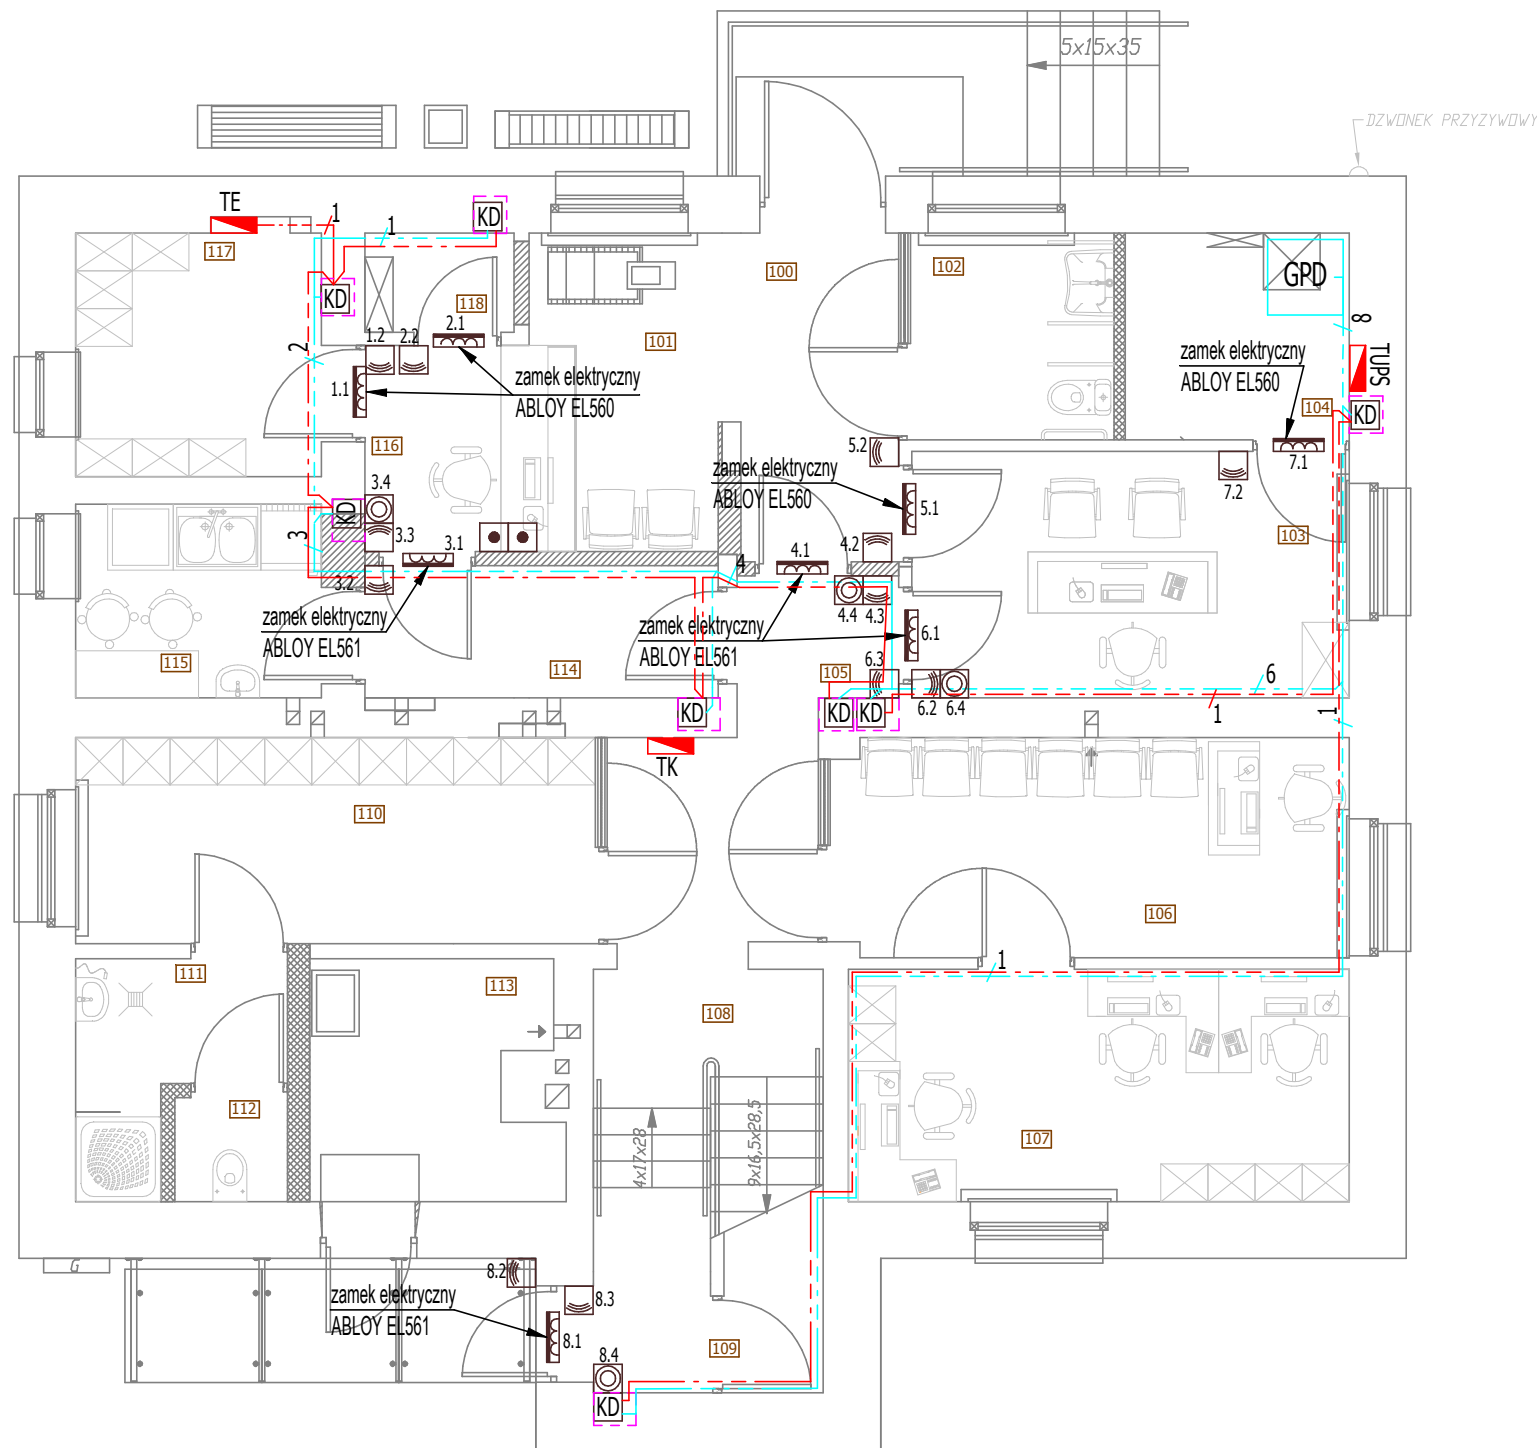 5x15x35
DZWONEK PRZYZYWOWY
TE
1
1
KD
117
100
102
GPD
KD
118
2.1
1.2
2.2
101
8
TUPS
2
zamek elektryczny
ABLOY EL560
zamek elektryczny
ABLOY EL560
1.1
104
KD
116
5.2
7.1
3.4
zamek elektryczny
ABLOY EL560
7.2
KD
5.1
3
3.3
3.1
4.2
103
4
4.1
3.2
4.4
4.3
zamek elektryczny
ABLOY EL561
zamek elektryczny
ABLOY EL561
6.1
115
114
105
6.3
6
KD
KD
KD
6.2
6.4
1
1
TK
110
106
1
111
113
108
112
4x17x28
9x16,5x28,5
107
G
8.2
zamek elektryczny
ABLOY EL561
8.3
8.1
109
8.4
KD